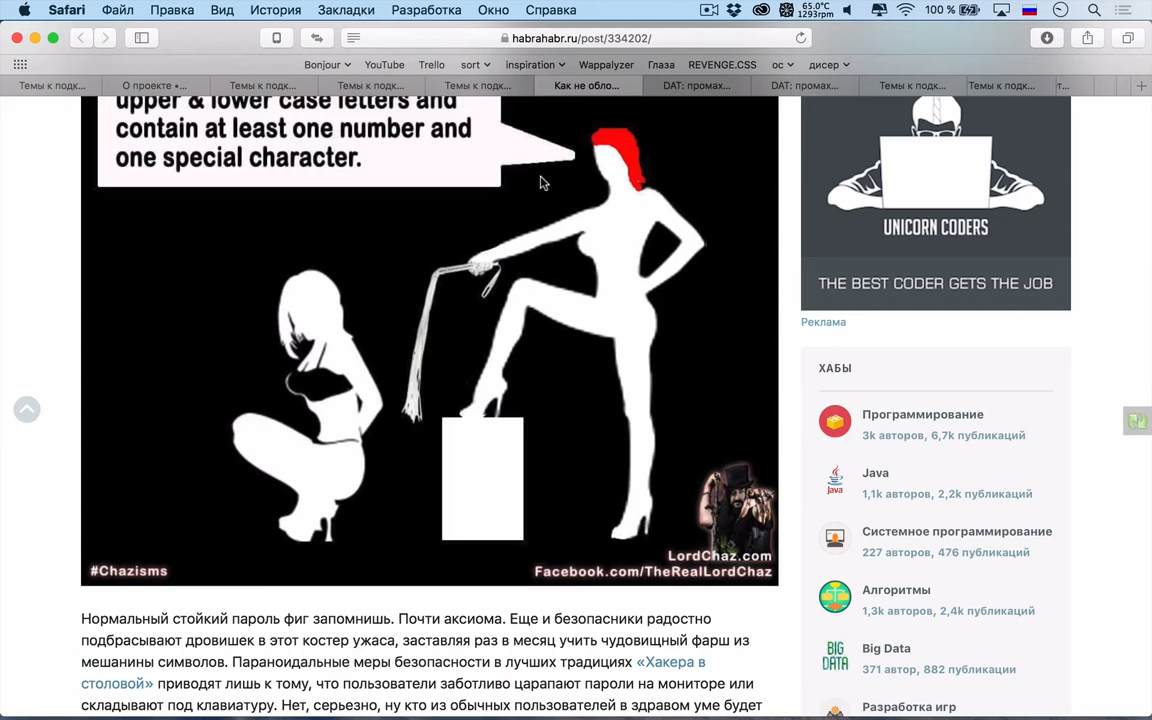 Safari Файл Правка Вид История Закладки Разработка Окно Справка 65.0°C 1293rpm 100 %
habrahabr.ru/post/334202/
Bonjour YouTube Trello sort inspiration Wappalyzer Глаза REVENGE.CSS ос дисер
Темы к подк... О проекте •... Темы к подк... Темы к подк... Темы к подк... Как не обло... DAT: промах... DAT: промах... Темы к подк... Темы к подк... т...
upper & lower case letters and
contain at least one number and
one special character.
#Chazisms
LordChaz.com
Facebook.com/TheRealLordChaz
Нормальный стойкий пароль фиг запомнишь. Почти аксиома. Еще и безопасники радостно
подбрасывают дровишек в этот костер ужаса, заставляя раз в месяц учить чудовищный фарш из
мешанины символов. Параноидальные меры безопасности в лучших традициях «Хакера в
столовой» приводят лишь к тому, что пользователи заботливо царапают пароли на мониторе или
складывают под клавиатуру. Нет, серьезно, ну кто из обычных пользователей в здравом уме будет
UNICORN CODERS
THE BEST CODER GETS THE JOB
Реклама
ХАБЫ
Программирование
3k авторов, 6,7k публикаций
Java
Java
1,1k авторов, 2,2k публикаций
Системное программирование
227 авторов, 476 публикаций
Алгоритмы
1,3k авторов, 2,4k публикаций
BIG DATA
Big Data
371 автор, 882 публикации
Разработка игр